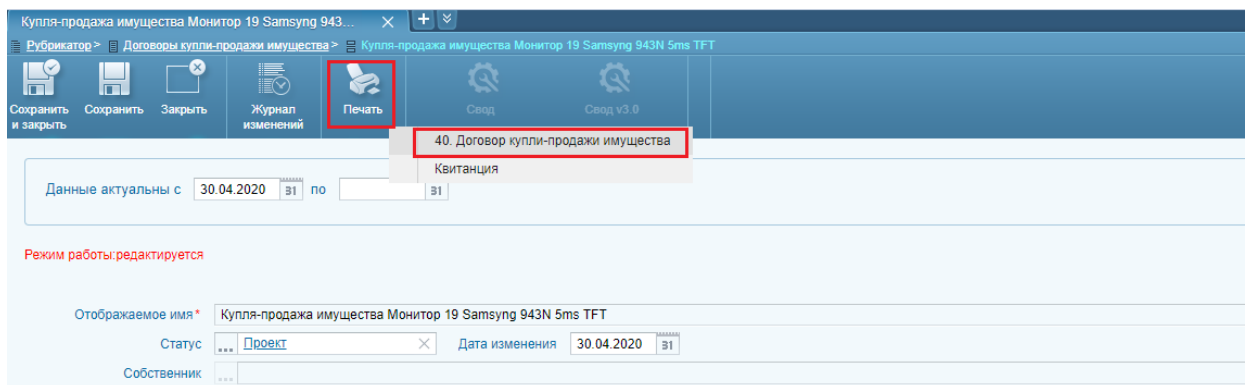 Купля-продажа имущества Монитор 19 Samsyng 943...
Рубрикатор > Договоры купли-продажи имущества > Купля-продажа имущества Монитор 19 Samsyng 943N 5ms TFT
Сохранить и закрыть
Сохранить
Закрыть
Журнал изменений
Печать
Свод
Свод v3.0
40. Договор купли-продажи имущества
Квитанция
Данные актуальны с 30.04.2020 31 по 31
Режим работы:редактируется
Отображаемое имя * Купля-продажа имущества Монитор 19 Samsyng 943N 5ms TFT
Статус ... Проект Дата изменения 30.04.2020 31
Собственник ...